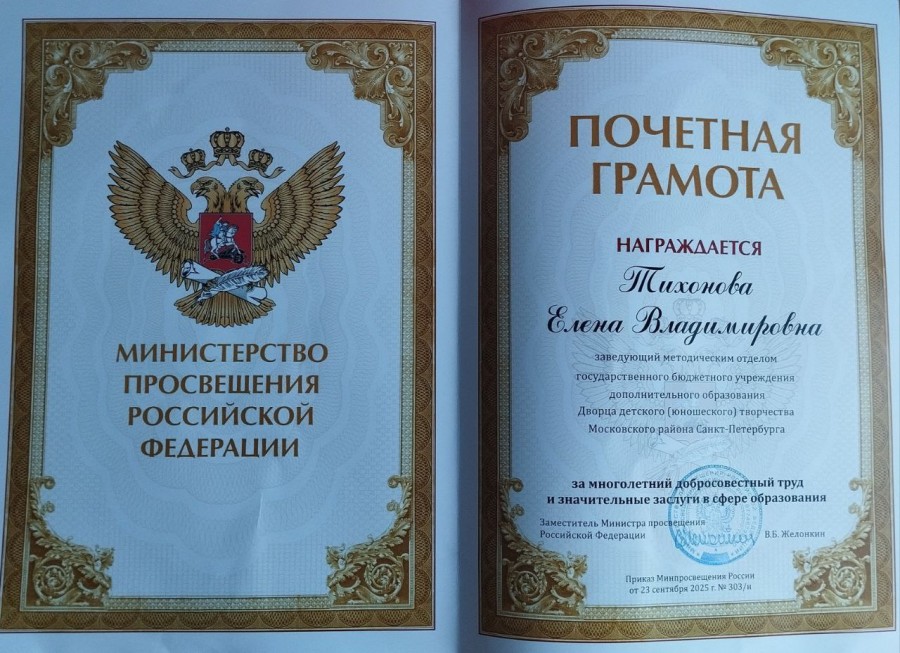 МИНИСТЕРСТВО
ПРОСВЕЩЕНИЯ
РОССИЙСКОЙ
ФЕДЕРАЦИИ
ПОЧЕТНАЯ
ГРАМОТА
НАГРАЖДАЕТСЯ
Тихонова
Елена Владимировна
заведующий методическим отделом
государственного бюджетного учреждения
дополнительного образования
Дворца детского (юношеского) творчества
Московского района Санкт-Петербурга
за многолетний добросовестный труд
и значительные заслуги в сфере образования
Заместитель Министра просвещения
Российской Федерации
В.Б. Желонкин
Приказ Минпросвещения России
от 23 сентября 2025 г. № 303/н